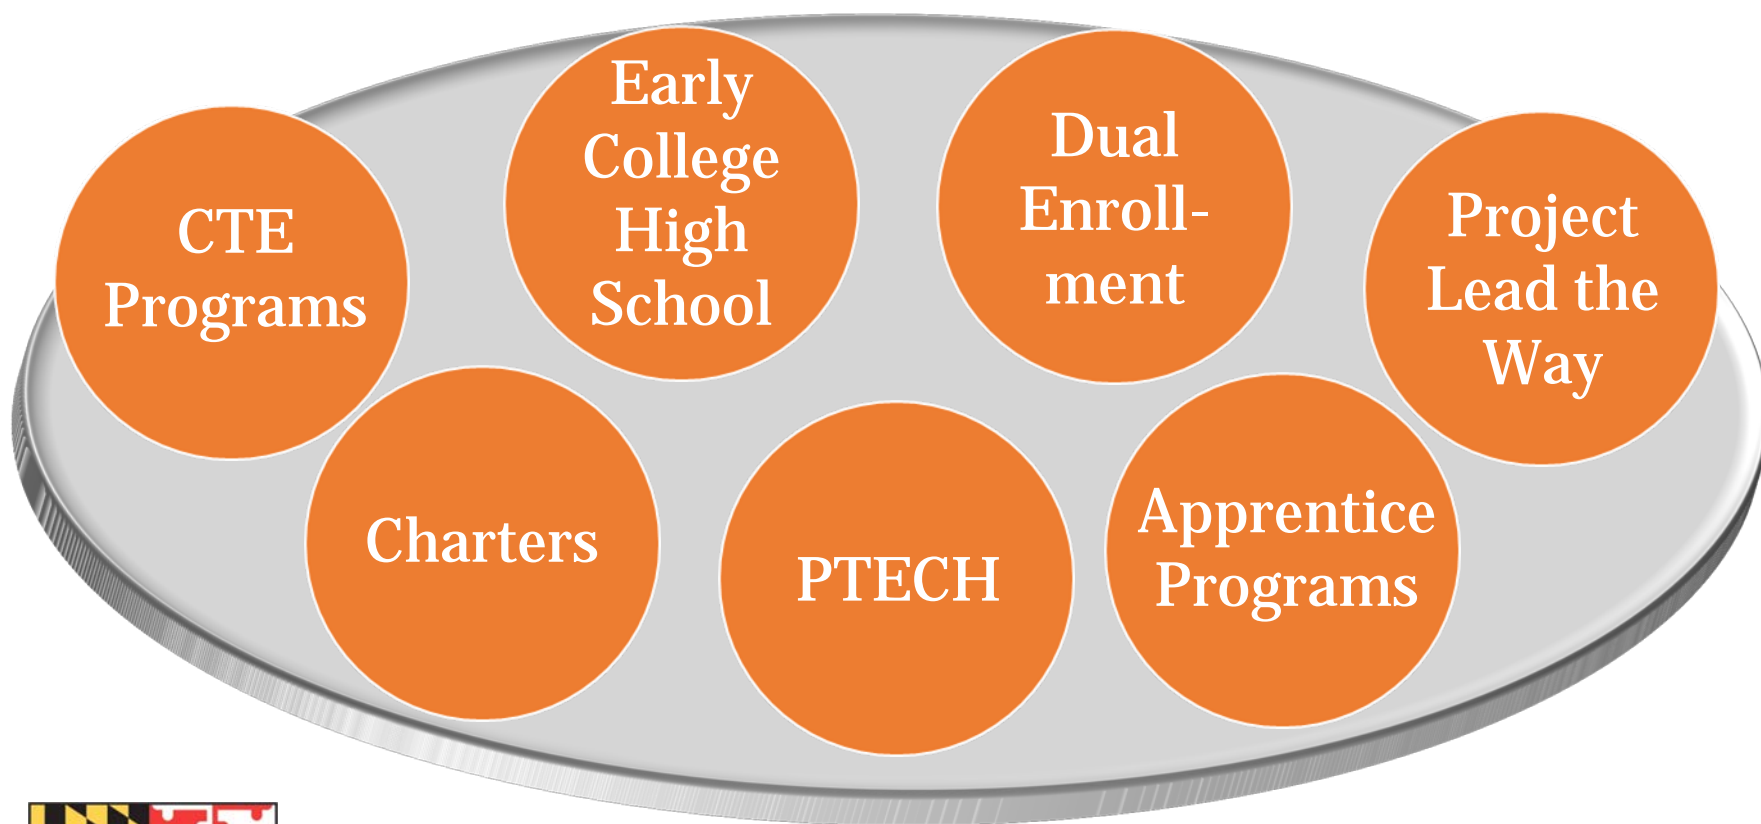 CTE
Programs
Early
College
High
School
Dual
Enroll-
ment
Project
Lead the
Way
Charters
PTECH
Apprentice
Programs